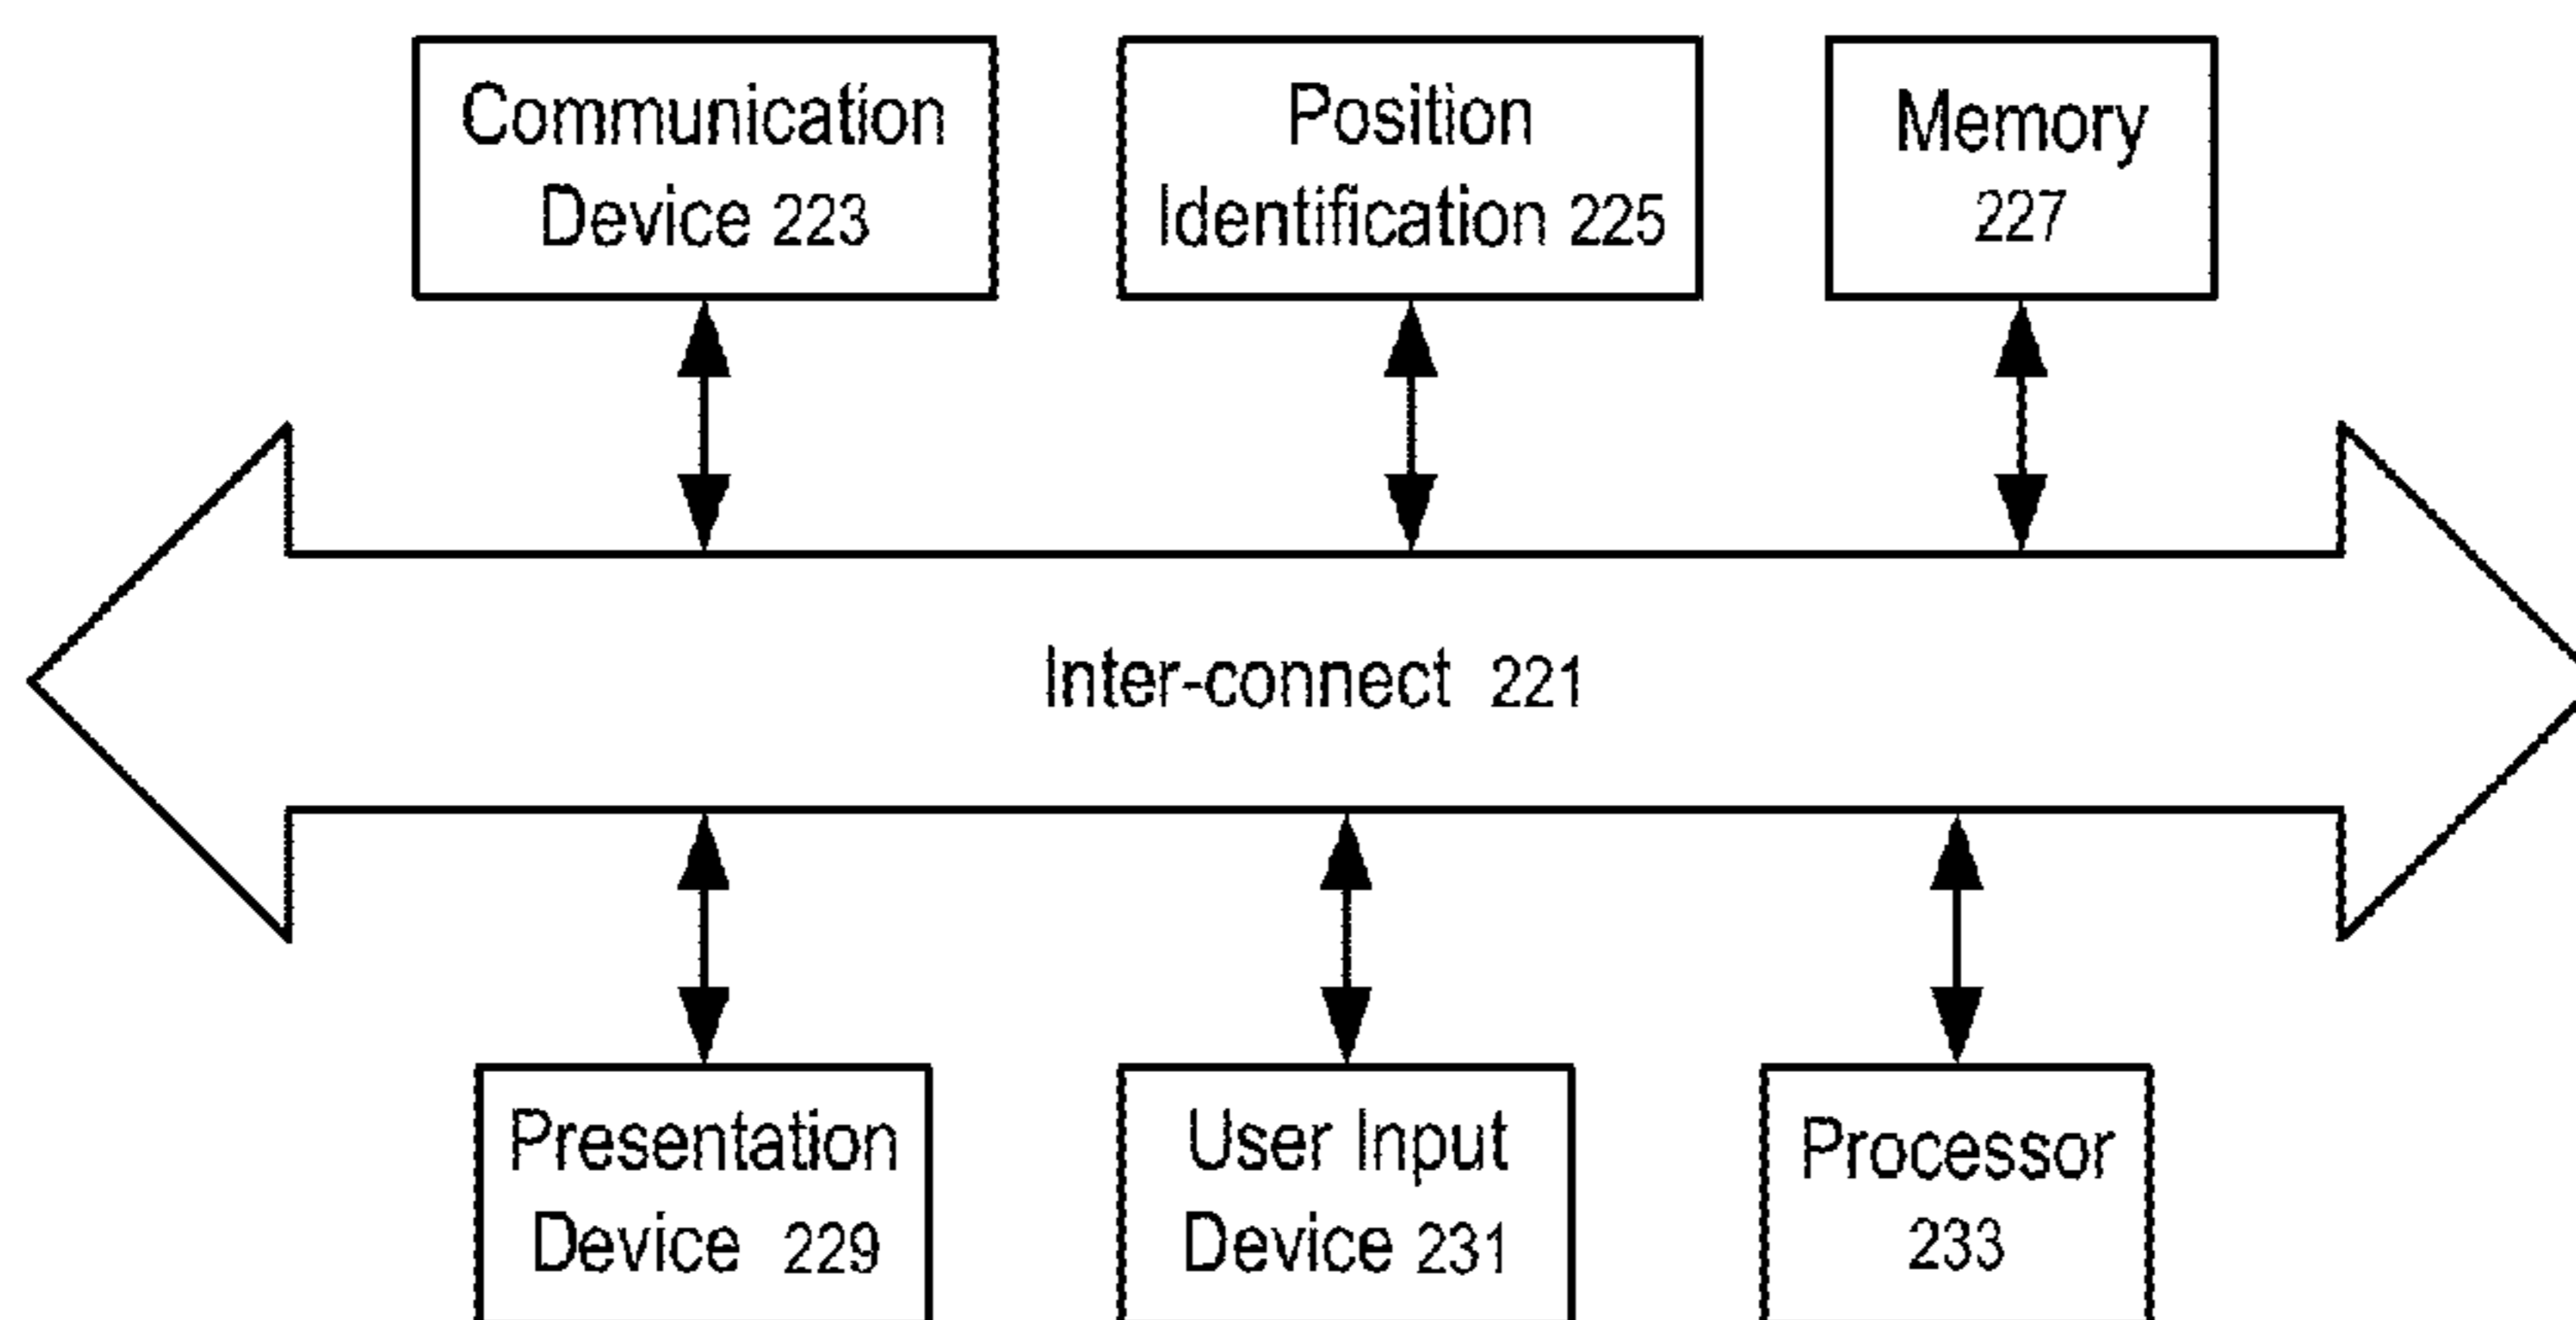 Communication
Device 223
Position
Identification 225
Memory
227
Inter-connect 221
Presentation
Device 229
User Input
Device 231
Processor
233